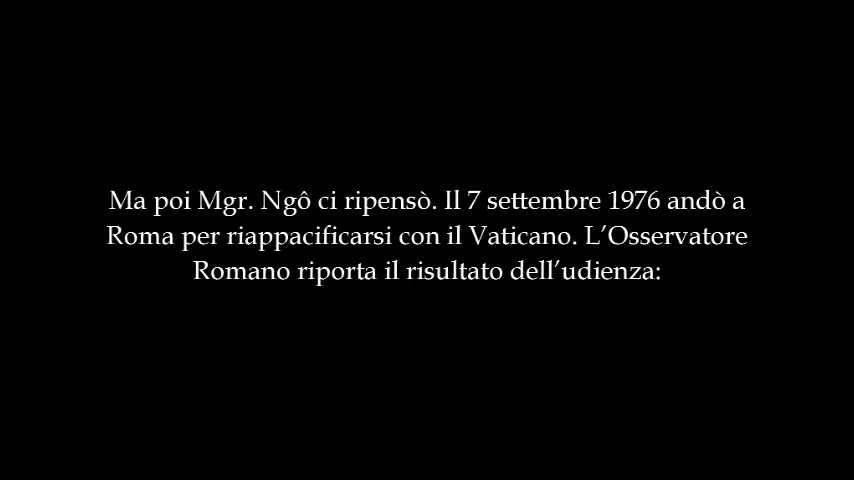 Ma poi Mgr. Ngô ci ripensò. Il 7 settembre 1976 andò a
Roma per riappacificarsi con il Vaticano. L’Osservatore
Romano riporta il risultato dell’udienza: